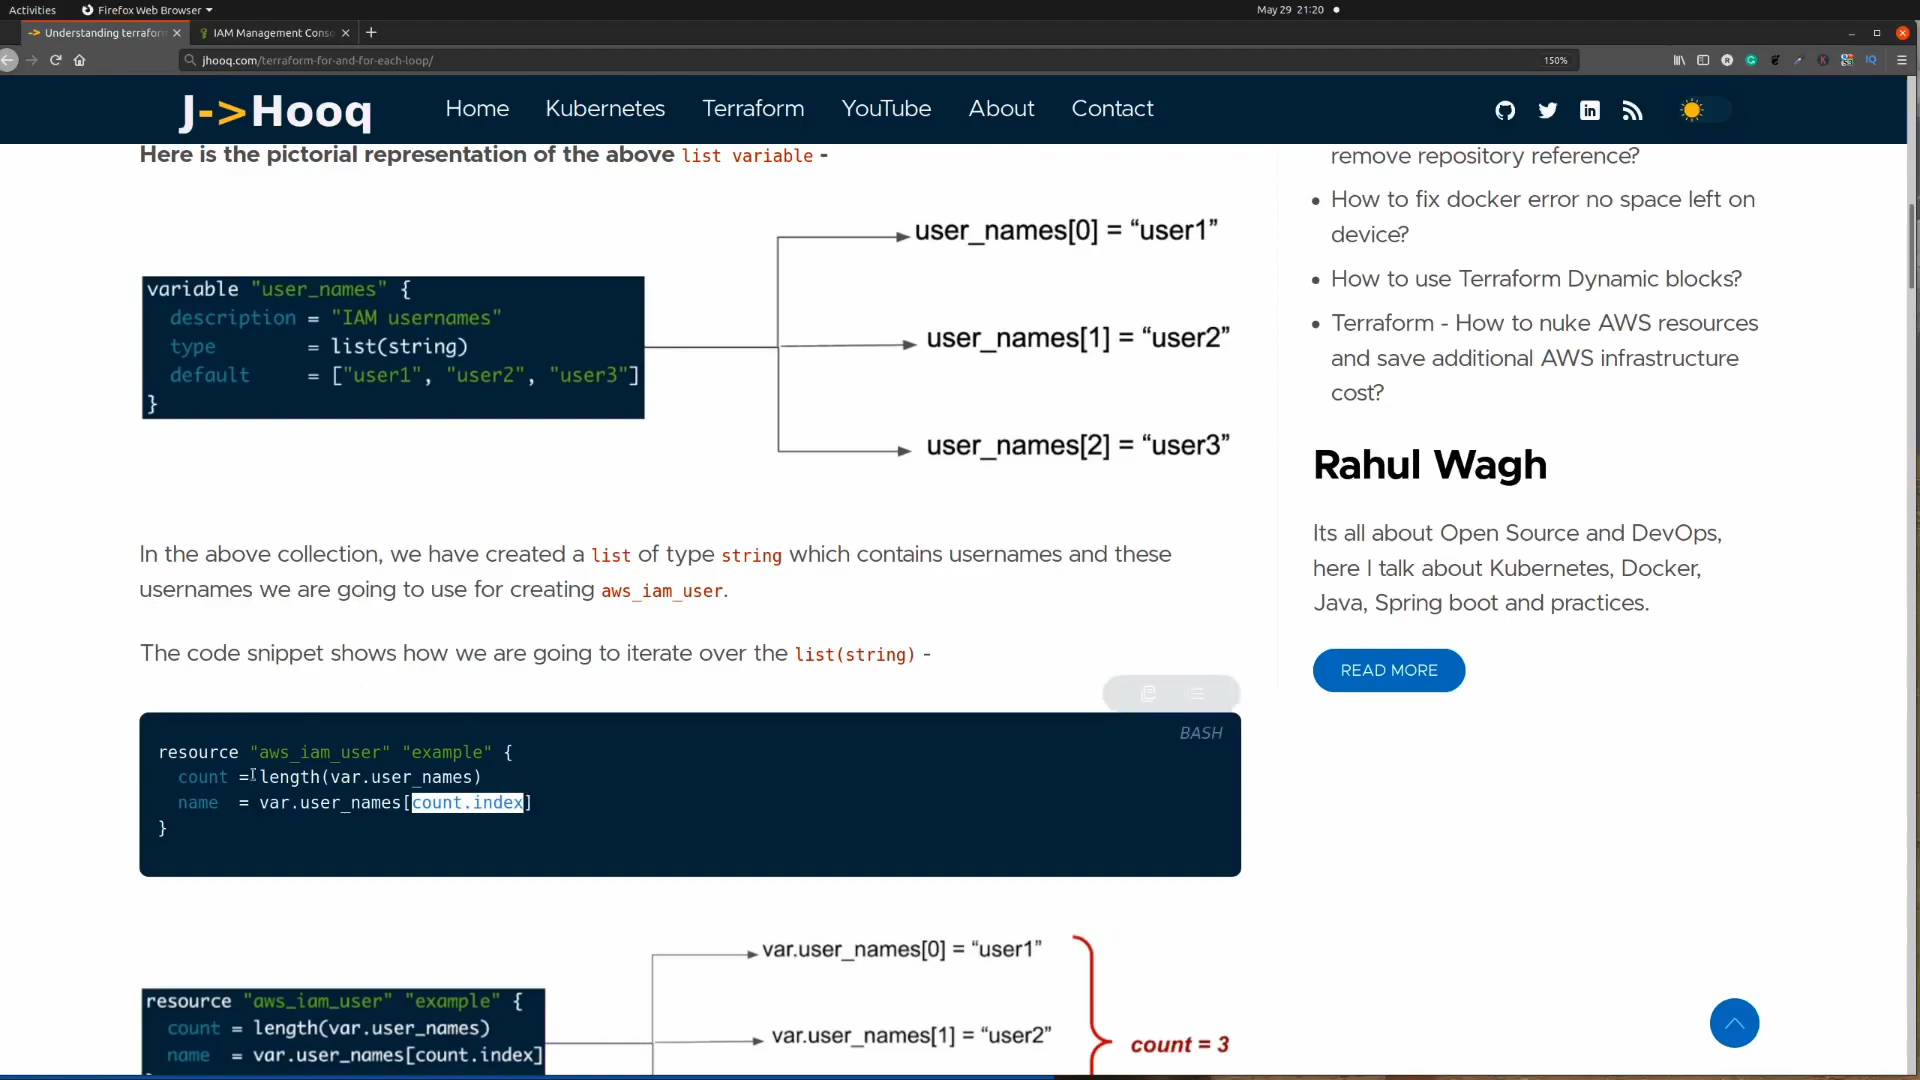 Activities
Firefox Web Browser
May 29 21:20
-> Understanding terrafor
IAM Management Conso
jhooq.com/terraform-for-and-for-each-loop/
150%
J->Hooq
Home
Kubernetes
Terraform
YouTube
About
Contact
Here is the pictorial representation of the above list variable -
user_names[0] = “user1”
variable "user_names" {
description = "IAM usernames"
type = list(string)
default = ["user1", "user2", "user3"]
}
user_names[1] = “user2”
user_names[2] = “user3”
In the above collection, we have created a list of type string which contains usernames and these
usernames we are going to use for creating aws_iam_user.
The code snippet shows how we are going to iterate over the list(string) -
BASH
resource "aws_iam_user" "example" {
count = length(var.user_names)
name = var.user_names[count.index]
}
var.user_names[0] = “user1”
resource "aws_iam_user" "example" {
count = length(var.user_names)
name = var.user_names[count.index]
var.user_names[1] = “user2”
count = 3
remove repository reference?
How to fix docker error no space left on
device?
How to use Terraform Dynamic blocks?
Terraform - How to nuke AWS resources
and save additional AWS infrastructure
cost?
Rahul Wagh
Its all about Open Source and DevOps,
here I talk about Kubernetes, Docker,
Java, Spring boot and practices.
READ MORE